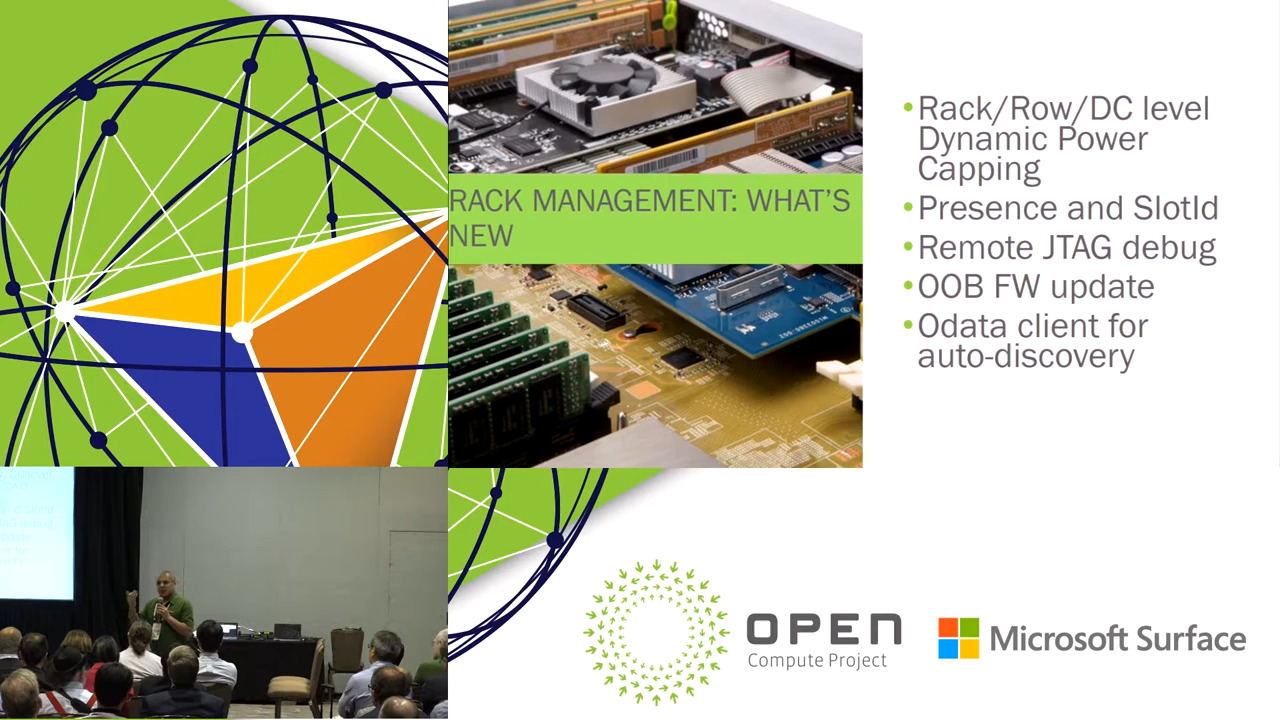 RACK MANAGEMENT: WHAT'S
NEW
•Rack/Row/DC level
Dynamic Power
Capping
•Presence and SlotId
•Remote JTAG debug
•OOB FW update
•Odata client for
auto-discovery
OPEN
Compute Project
Microsoft Surface